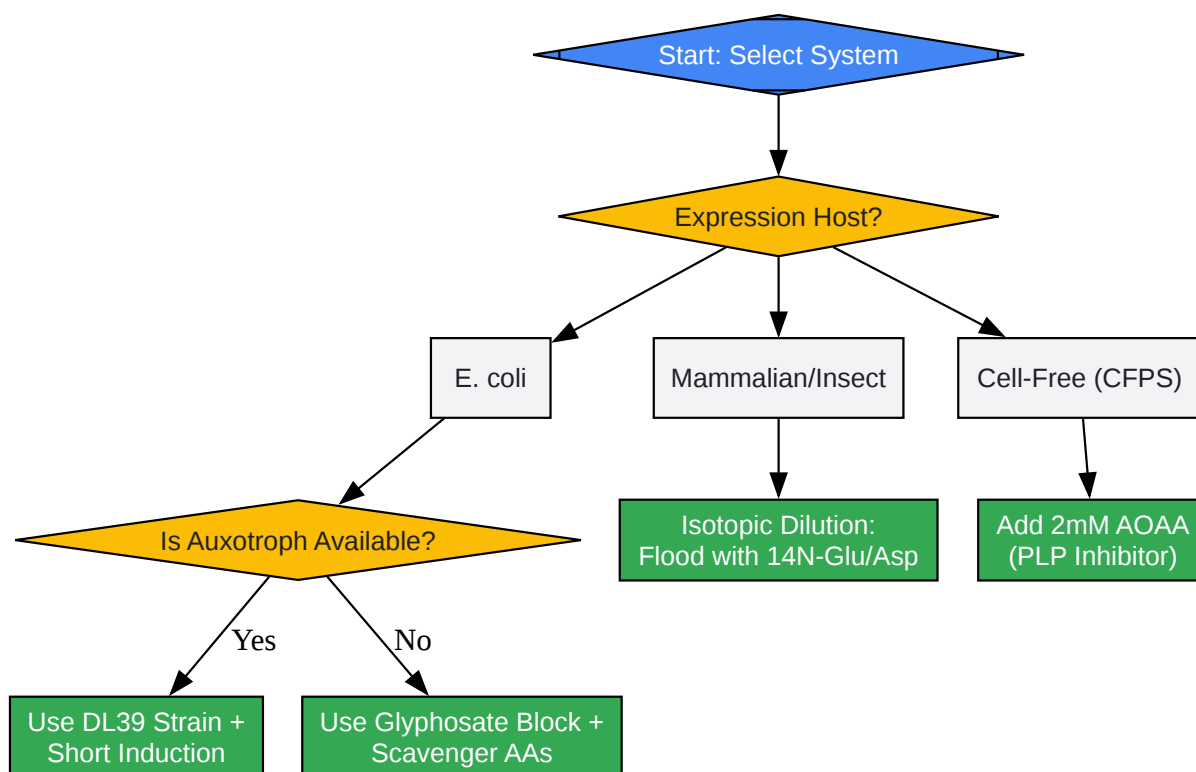 Start: Select System
Expression Host?
E. coli
Mammalian/Insect
Cell-Free (CFPS)
Isotopic Dilution:
Flood with 14N-Glu/Asp
Add 2mM AOAA
(PLP Inhibitor)
Is Auxotroph Available?
Yes
No
Use DL39 Strain +
Short Induction
Use Glyphosate Block +
Scavenger AAs